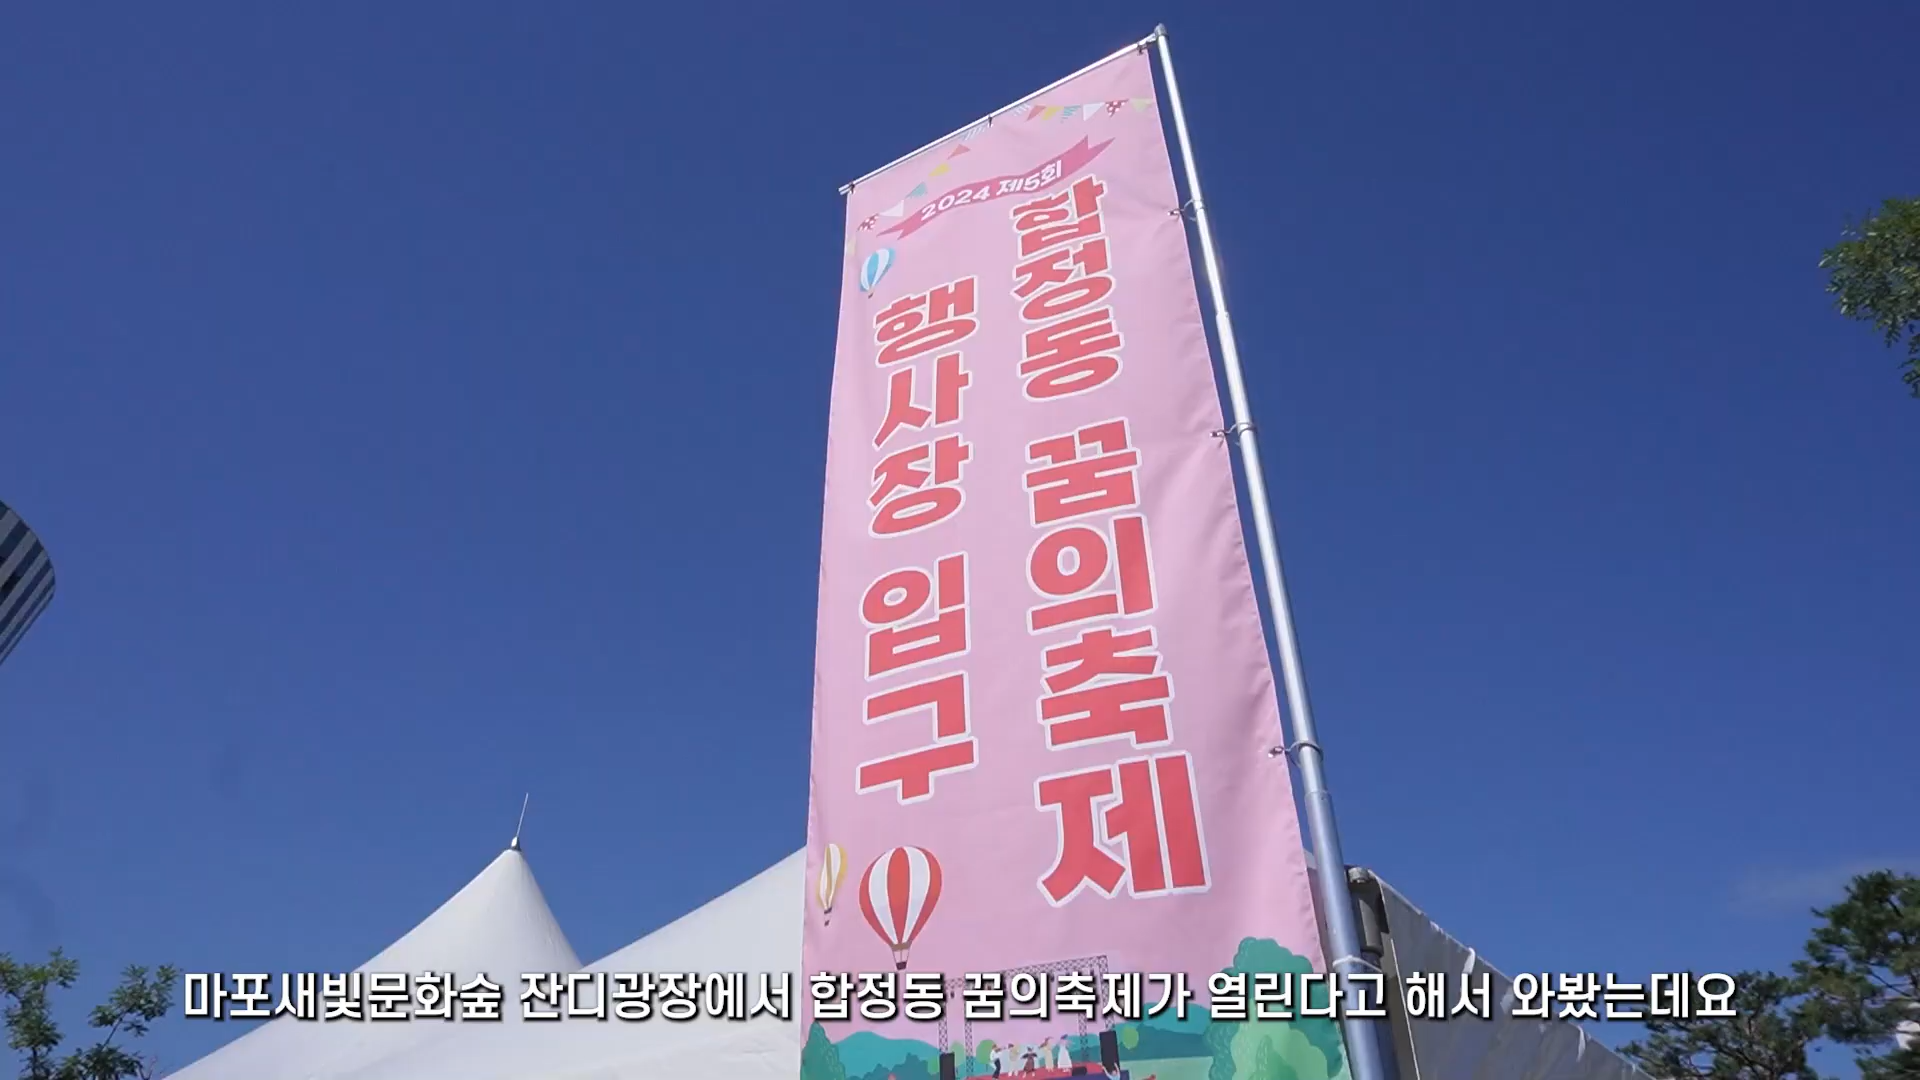 2024 제5회
합정동 꿈의축제
행사장 입구
마포새빛문화숲 잔디광장에서 합정동 꿈의축제가 열린다고 해서 와봤는데요